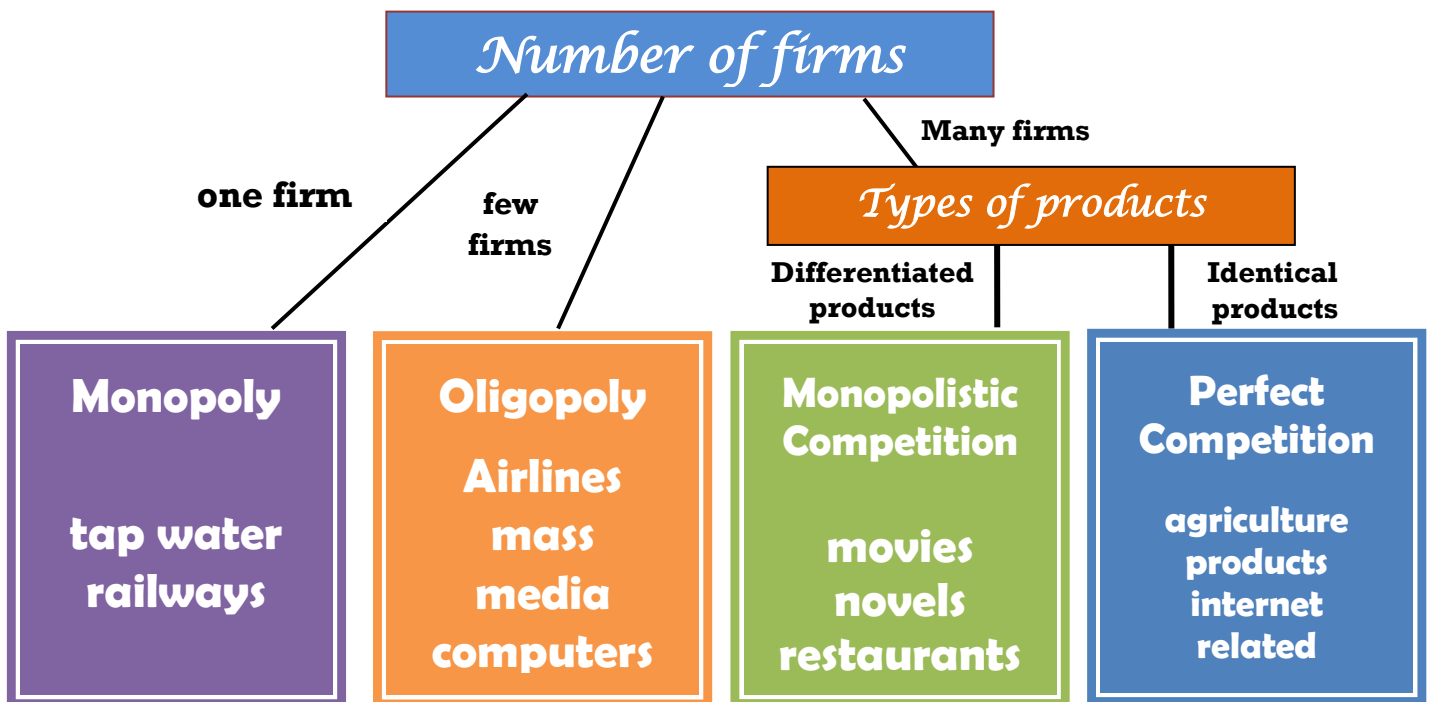 Number of firms
Many firms
one firm
few
firms
Types of products
Differentiated
products
Identical
products
Monopoly
tap water
railways
Oligopoly
Airlines
mass
media
computers
Monopolistic
Competition
movies
novels
restaurants
Perfect
Competition
agriculture
products
internet
related